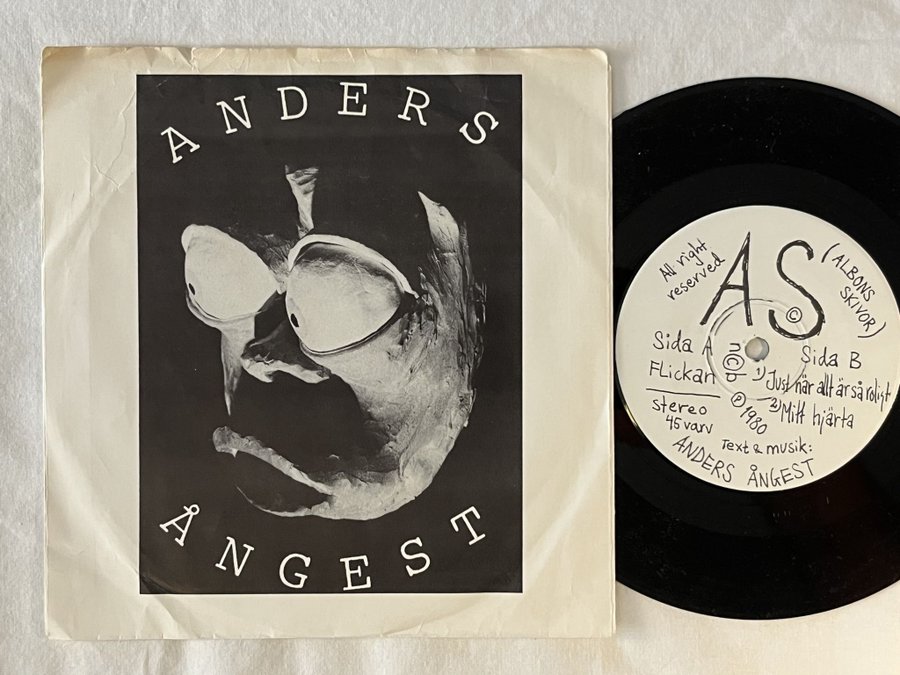 ANDERS
ÅNGEST
All right
reserved
AS
(ALBONS
SKIVOR)
©
Sida A
FLickan
stereo
45 varv
n©b
Sida B
1) Just när allt är så roligt
2) Mitt hjärta
Ⓟ 1980
Text & musik:
ANDERS ÅNGEST